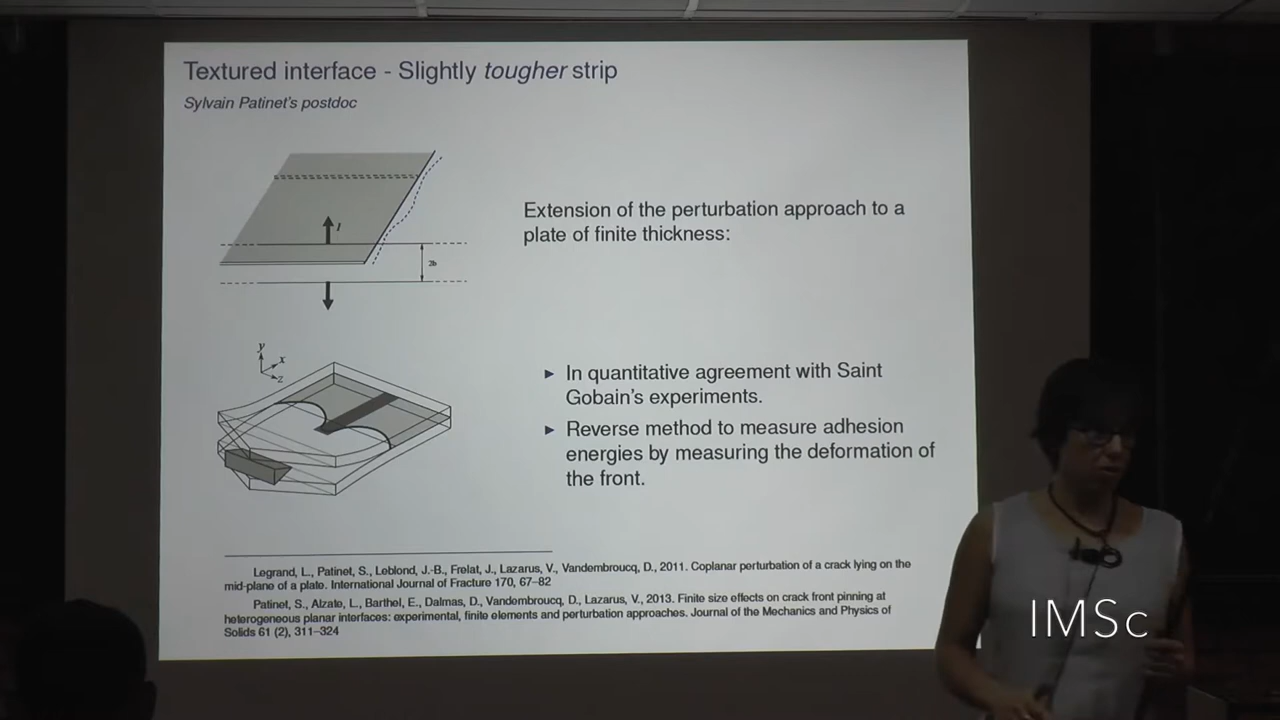 Textured interface - Slightly tougher strip
Sylvain Patinet's postdoc
Extension of the perturbation approach to a
plate of finite thickness:
2h
y
x
z
► In quantitative agreement with Saint
Gobain's experiments.
► Reverse method to measure adhesion
energies by measuring the deformation of
the front.
Legrand, L., Patinet, S., Leblond, J.-B., Frelat, J., Lazarus, V., Vandembroucq, D., 2011. Coplanar perturbation of a crack lying on the
mid-plane of a plate. International Journal of Fracture 170, 67–82
Patinet, S., Alzate, L., Barthel, E., Dalmas, D., Vandembroucq, D., Lazarus, V., 2013. Finite size effects on crack front pinning at
heterogeneous planar interfaces: experimental, finite elements and perturbation approaches. Journal of the Mechanics and Physics of
Solids 61 (2), 311–324
IMSc